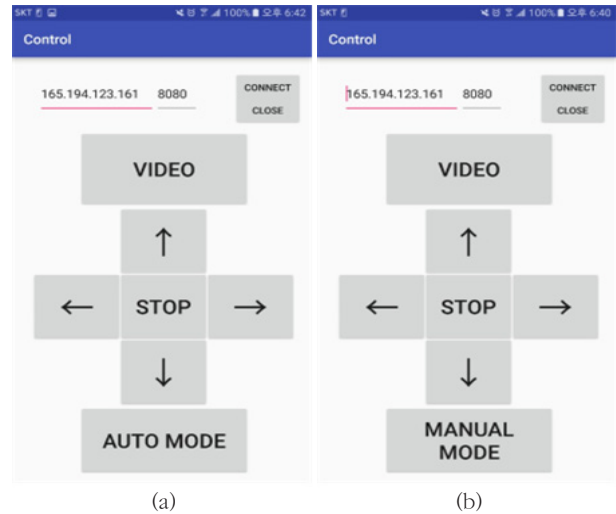 SKT 100% 오후 6:42
Control
165.194.123.161 8080 CONNECT
CLOSE
VIDEO
↑
← STOP →
↓
AUTO MODE
(a)
SKT 100% 오후 6:40
Control
165.194.123.161 8080 CONNECT
CLOSE
VIDEO
↑
← STOP →
↓
MANUAL
MODE
(b)